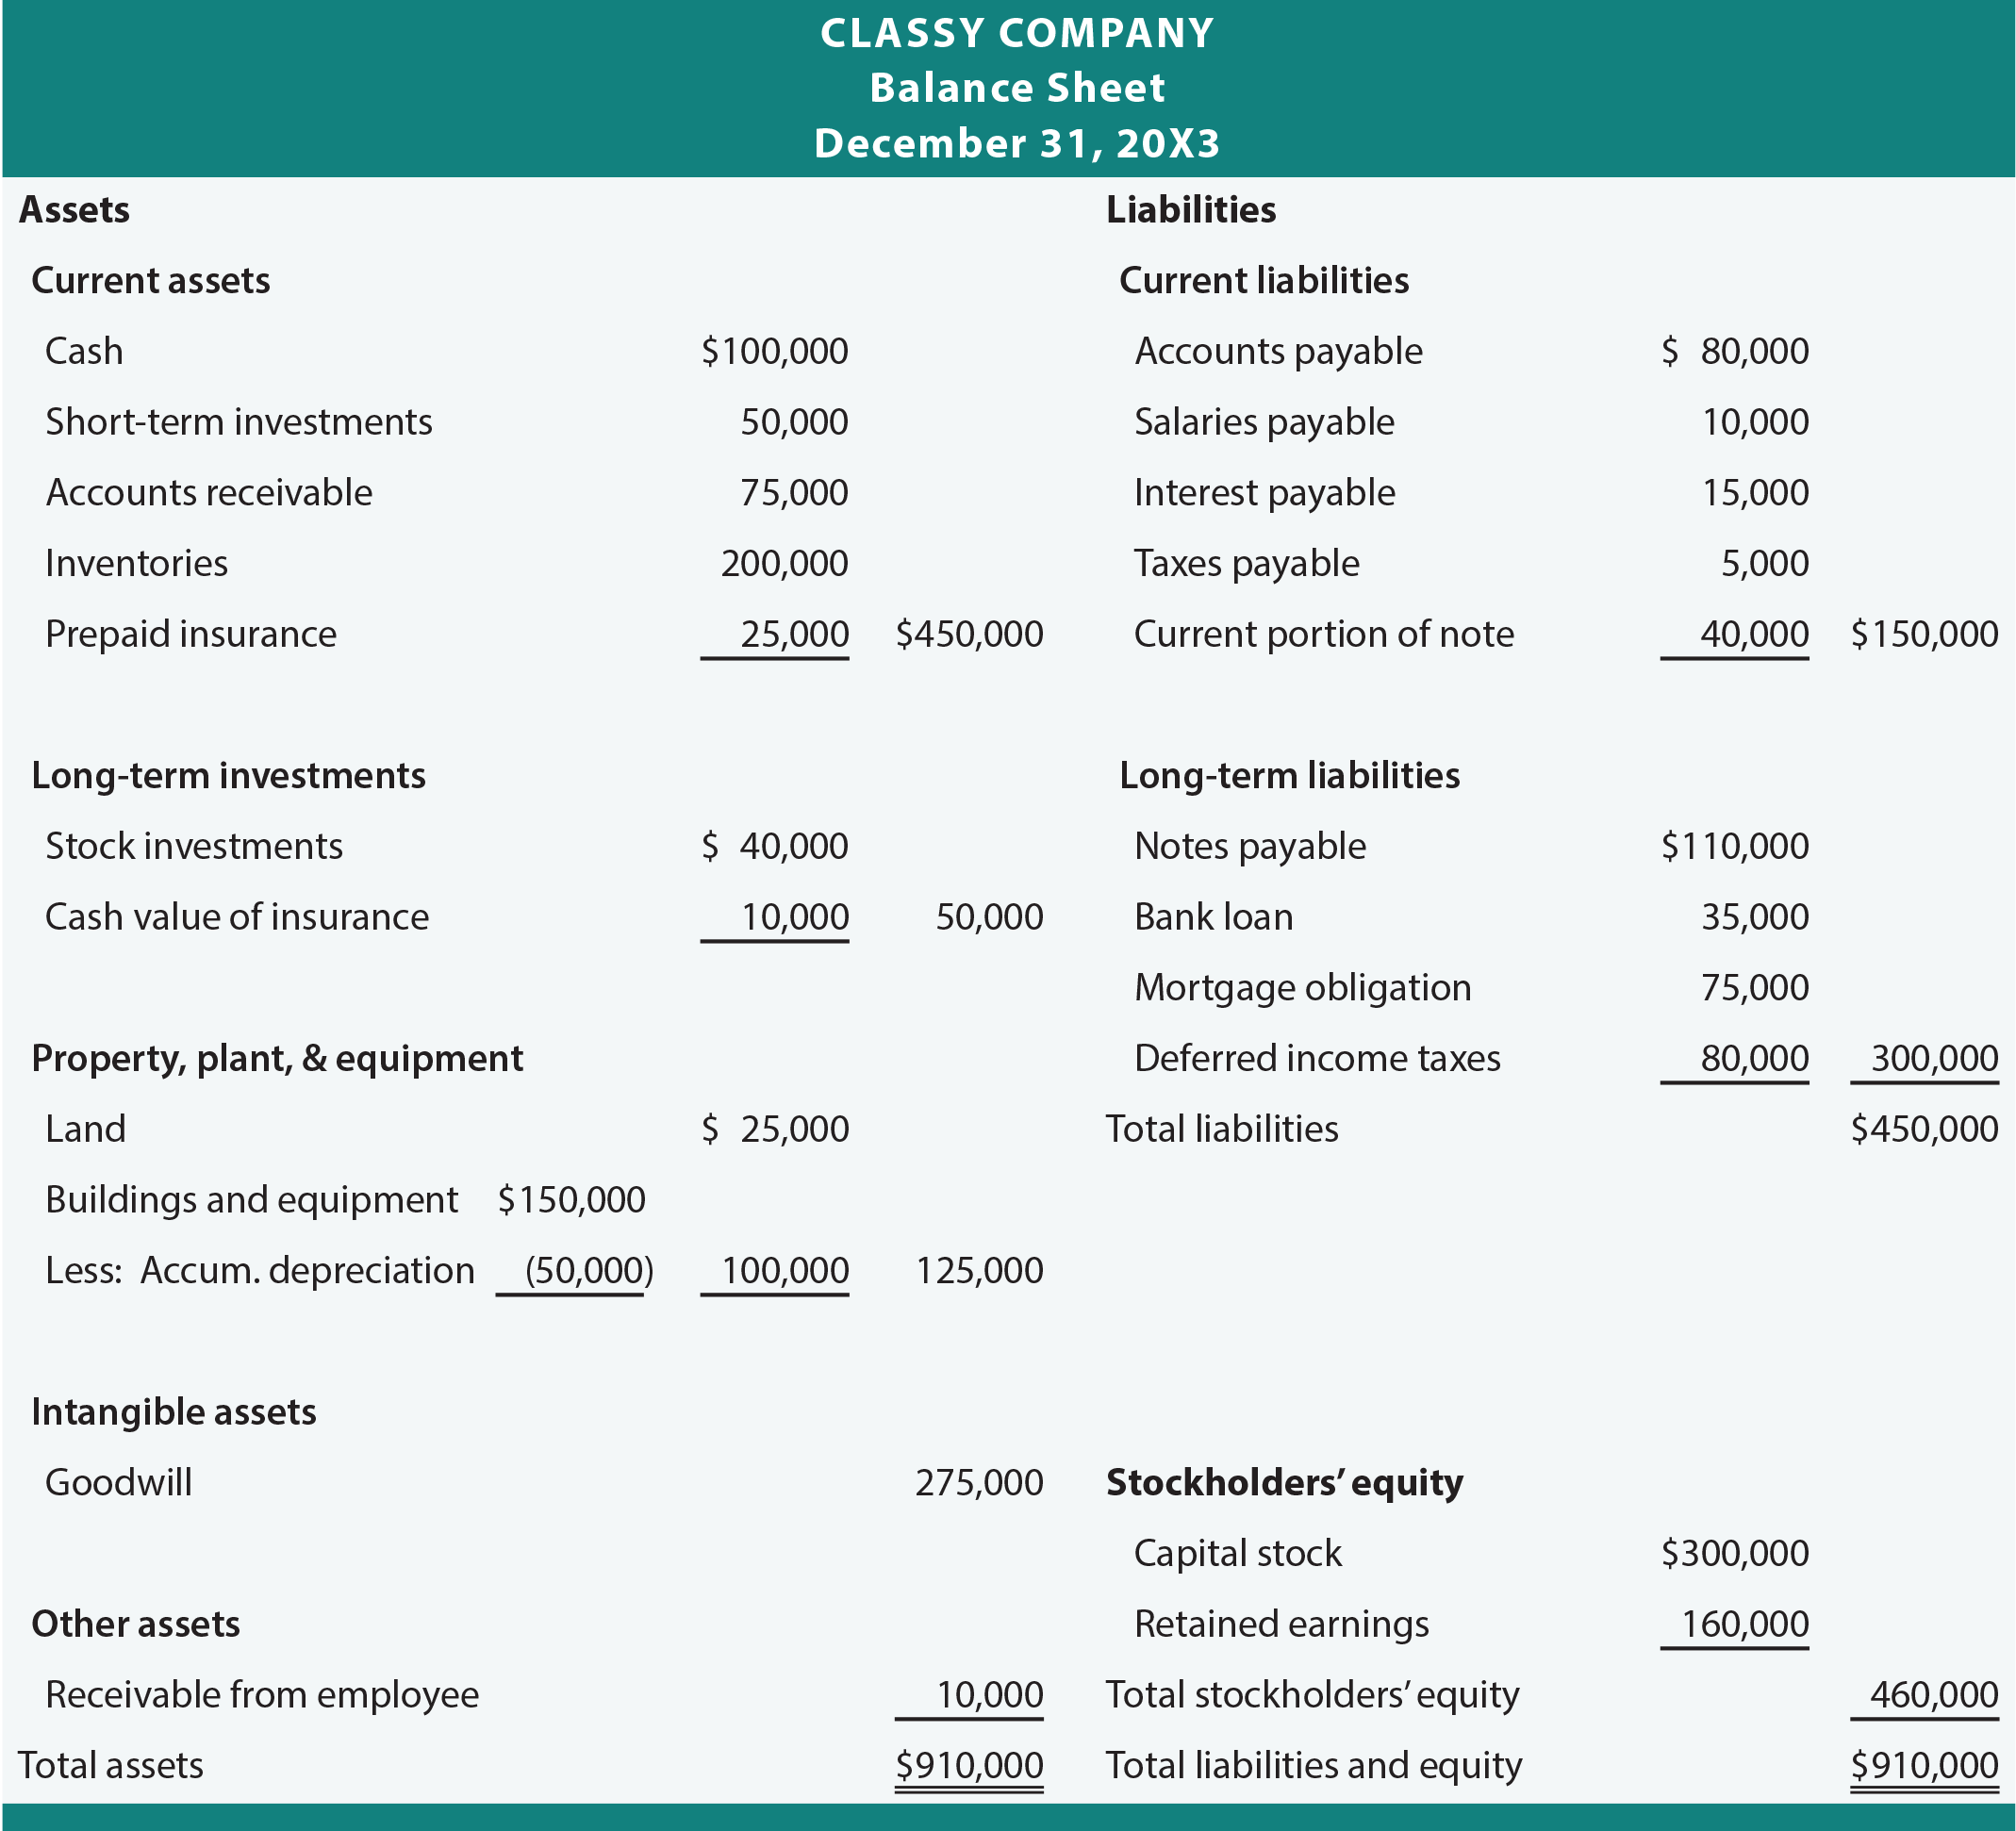 CLASSY COMPANY
Balance Sheet
December 31, 20X3
Assets
Current assets
Cash $100,000
Short-term investments 50,000
Accounts receivable 75,000
Inventories 200,000
Prepaid insurance 25,000 $450,000
Long-term investments
Stock investments $ 40,000
Cash value of insurance 10,000 50,000
Property, plant, & equipment
Land $ 25,000
Buildings and equipment $150,000
Less: Accum. depreciation (50,000) 100,000 125,000
Intangible assets
Goodwill 275,000
Other assets
Receivable from employee 10,000
Total assets $910,000
Liabilities
Current liabilities
Accounts payable $ 80,000
Salaries payable 10,000
Interest payable 15,000
Taxes payable 5,000
Current portion of note 40,000 $150,000
Long-term liabilities
Notes payable $110,000
Bank loan 35,000
Mortgage obligation 75,000
Deferred income taxes 80,000 300,000
Total liabilities $450,000
Stockholders’ equity
Capital stock $300,000
Retained earnings 160,000
Total stockholders’ equity 460,000
Total liabilities and equity $910,000